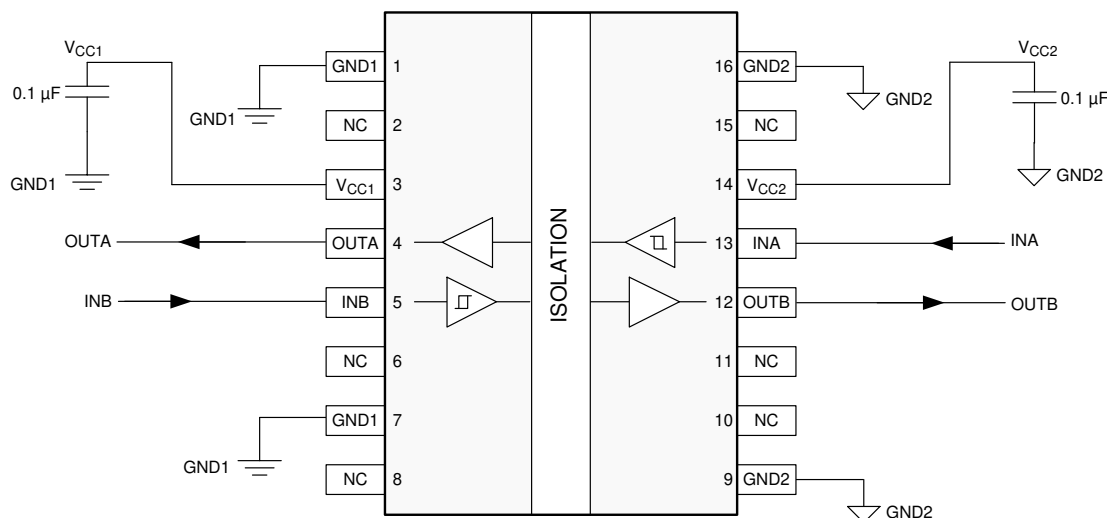 VCC1
0.1 µF
GND1
GND1 1 16 GND2
GND1
GND2
VCC2
0.1 µF
GND2
NC 2 15 NC
VCC1 3 14 VCC2
OUTA OUTA 4 13 INA INA
INB INB 5 12 OUTB OUTB
ISOLATION
NC 6 11 NC
GND1 7 10 NC
GND1
NC 8 9 GND2
GND2